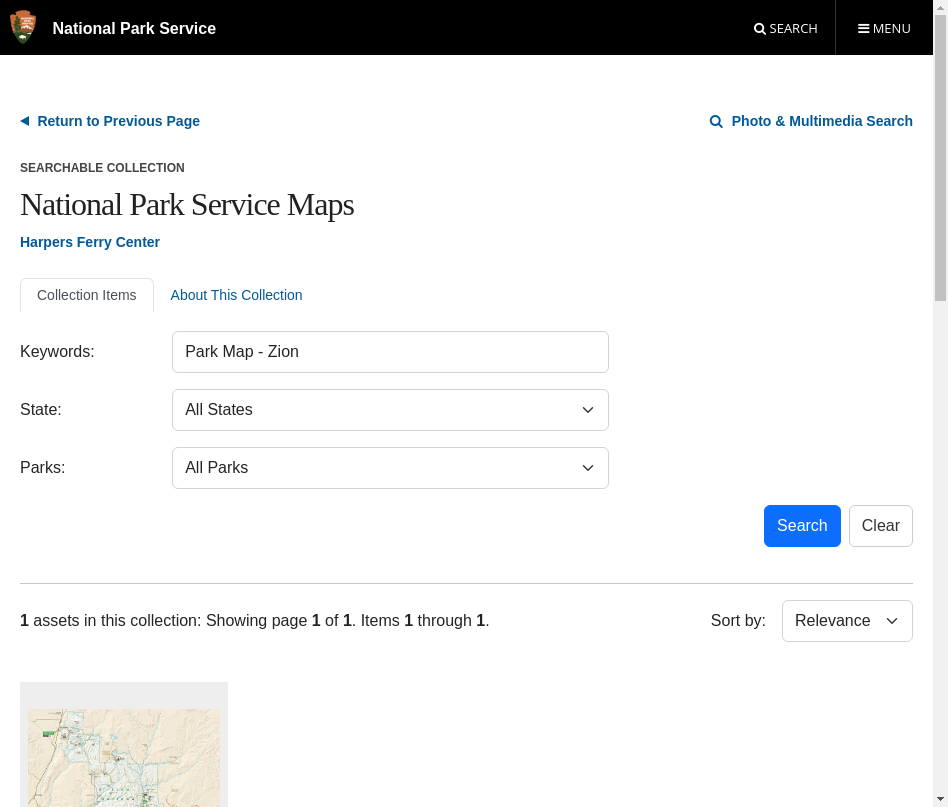 National Park Service
SEARCH
MENU
Return to Previous Page
Photo & Multimedia Search
SEARCHABLE COLLECTION
National Park Service Maps
Harpers Ferry Center
Collection Items
About This Collection
Keywords:
Park Map - Zion
State:
All States
Parks:
All Parks
Search
Clear
1 assets in this collection: Showing page 1 of 1. Items 1 through 1.
Sort by:
Relevance